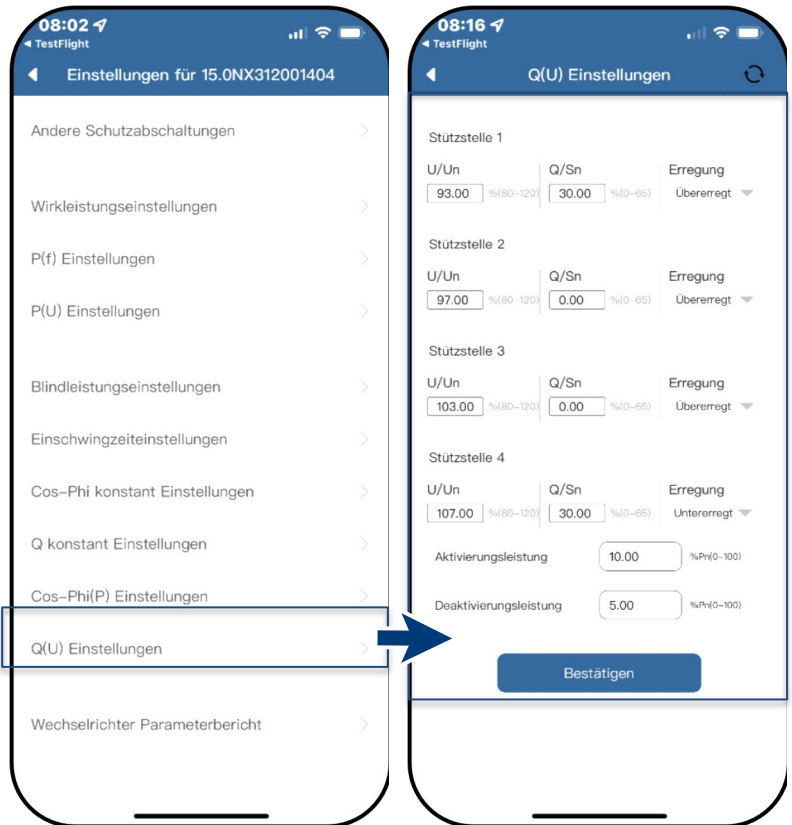 08:02
◀ TestFlight
Einstellungen für 15.0NX312001404
Andere Schutzabschaltungen
Wirkleistungseinstellungen
P(f) Einstellungen
P(U) Einstellungen
Blindleistungseinstellungen
Einschwingzeiteinstellungen
Cos-Phi konstant Einstellungen
Q konstant Einstellungen
Cos-Phi(P) Einstellungen
Q(U) Einstellungen
Wechselrichter Parameterbericht
08:16
◀ TestFlight
Q(U) Einstellungen
Stützstelle 1
U/Un Q/Sn Erregung
93.00 %(80-120) 30.00 %(0-65) Übererregt
Stützstelle 2
U/Un Q/Sn Erregung
97.00 %(80-120) 0.00 %(0-65) Übererregt
Stützstelle 3
U/Un Q/Sn Erregung
103.00 %(80-120) 0.00 %(0-65) Übererregt
Stützstelle 4
U/Un Q/Sn Erregung
107.00 %(80-120) 30.00 %(0-65) Untererregt
Aktivierungsleistung 10.00 %Pn(0-100)
Deaktivierungsleistung 5.00 %Pn(0-100)
Bestätigen